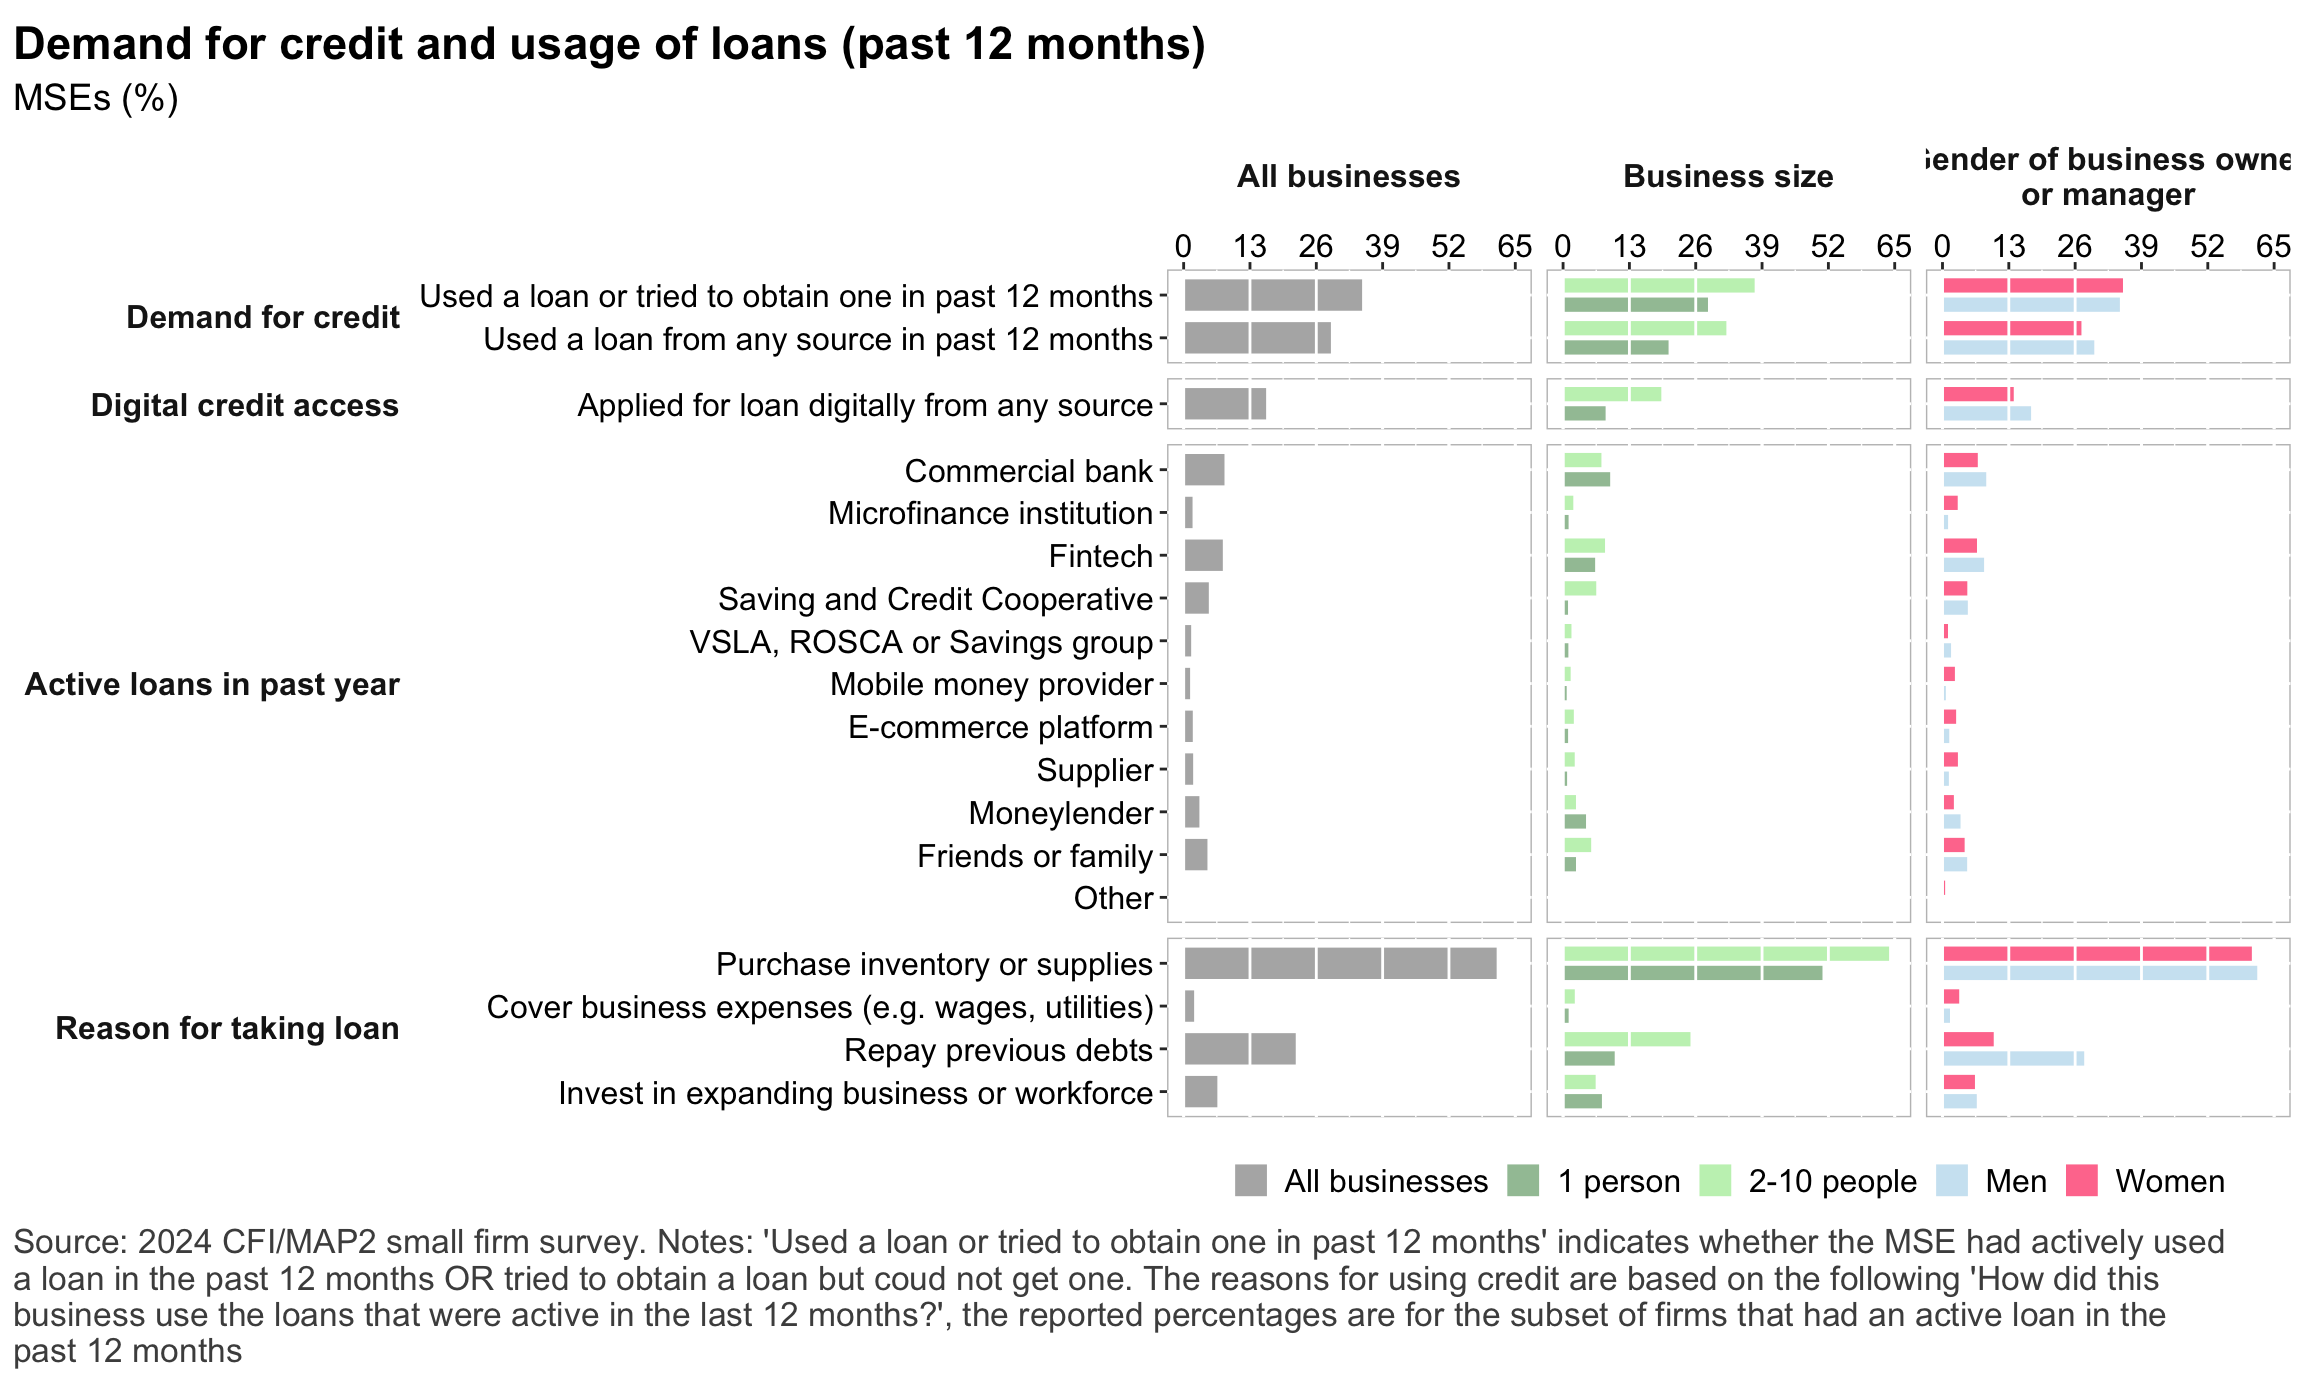 Demand for credit and usage of loans (past 12 months)
MSEs (%)
All businesses
Business size
Gender of business owne
or manager
0 13 26 39 52 65 0 13 26 39 52 65 0 13 26 39 52 65
Demand for credit
Used a loan or tried to obtain one in past 12 months
Used a loan from any source in past 12 months
Digital credit access
Applied for loan digitally from any source
Active loans in past year
Commercial bank
Microfinance institution
Fintech
Saving and Credit Cooperative
VSLA, ROSCA or Savings group
Mobile money provider
E-commerce platform
Supplier
Moneylender
Friends or family
Other
Reason for taking loan
Purchase inventory or supplies
Cover business expenses (e.g. wages, utilities)
Repay previous debts
Invest in expanding business or workforce
All businesses 1 person 2-10 people Men Women
Source: 2024 CFI/MAP2 small firm survey. Notes: 'Used a loan or tried to obtain one in past 12 months' indicates whether the MSE had actively used
a loan in the past 12 months OR tried to obtain a loan but coud not get one. The reasons for using credit are based on the following 'How did this
business use the loans that were active in the last 12 months?', the reported percentages are for the subset of firms that had an active loan in the
past 12 months